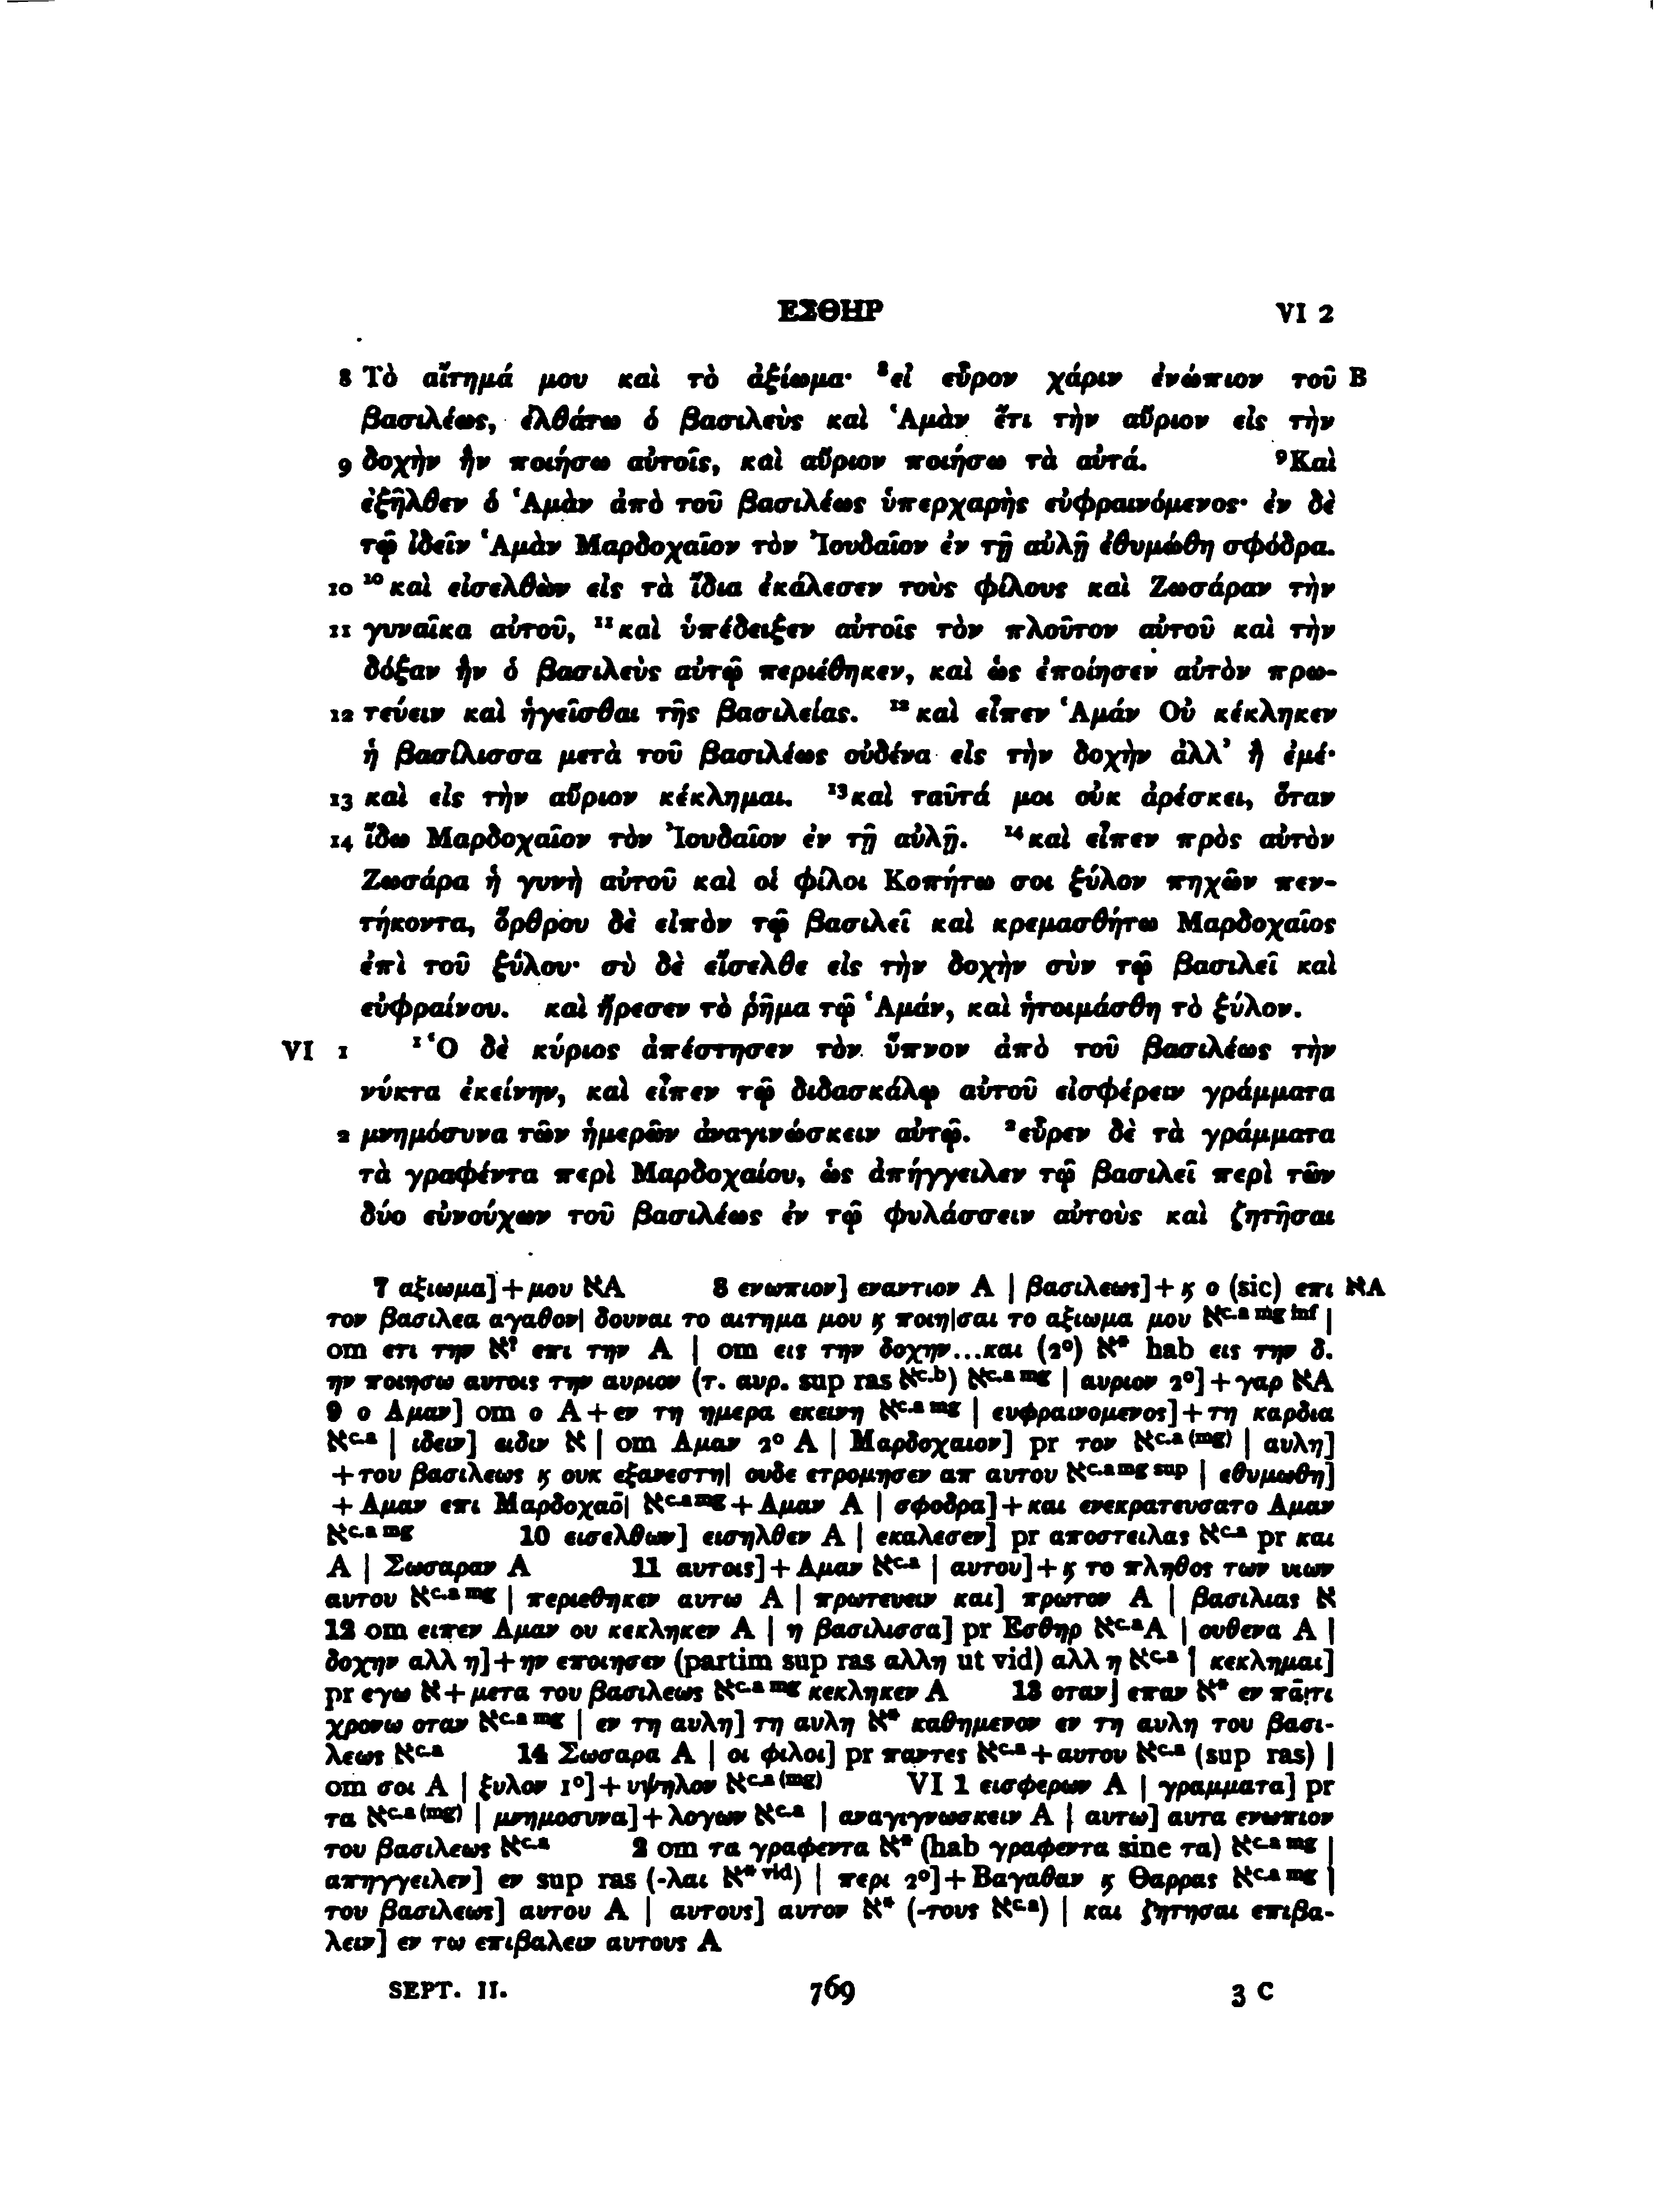 ΕΣΘΗΡ VI 2
8 Τὸ αἴτημά μου καὶ τὸ ἀξίωμα· ⁸εἰ εὗρον χάριν ἐνώπιον τοῦ B
βασιλέως, ἐλθάτω ὁ βασιλεὺς καὶ Ἁμὰν ἔτι τὴν αὔριον εἰς τὴν
9 δοχὴν ἣν ποιήσω αὐτοῖς, καὶ αὔριον ποιήσω τὰ αὐτά. ⁹Καὶ
ἐξῆλθεν ὁ Ἁμὰν ἀπὸ τοῦ βασιλέως ὑπερχαρὴς εὐφραινόμενος· ἐν δὲ
τῷ ἰδεῖν Ἁμὰν Μαρδοχαῖον τὸν Ἰουδαῖον ἐν τῇ αὐλῇ ἐθυμώθη σφόδρα.
10 ¹⁰καὶ εἰσελθὼν εἰς τὰ ἴδια ἐκάλεσεν τοὺς φίλους καὶ Ζωσάραν τὴν
11 γυναῖκα αὐτοῦ, ¹¹καὶ ὑπέδειξεν αὐτοῖς τὸν πλοῦτον αὐτοῦ καὶ τὴν
δόξαν ἣν ὁ βασιλεὺς αὐτῷ περιέθηκεν, καὶ ὡς ἐποίησεν αὐτὸν πρω-
12 τεύειν καὶ ἡγεῖσθαι τῆς βασιλείας. ¹²καὶ εἶπεν Ἁμάν Οὐ κέκληκεν
ἡ βασίλισσα μετὰ τοῦ βασιλέως οὐδένα εἰς τὴν δοχὴν ἀλλ’ ἢ ἐμέ·
13 καὶ εἰς τὴν αὔριον κέκλημαι. ¹³καὶ ταῦτά μοι οὐκ ἀρέσκει, ὅταν
14 ἴδω Μαρδοχαῖον τὸν Ἰουδαῖον ἐν τῇ αὐλῇ. ¹⁴καὶ εἶπεν πρὸς αὐτὸν
Ζωσάρα ἡ γυνὴ αὐτοῦ καὶ οἱ φίλοι Κοπήτω σοι ξύλον πηχῶν πεν-
τήκοντα, ὄρθρου δὲ εἰπὸν τῷ βασιλεῖ καὶ κρεμασθήτω Μαρδοχαῖος
ἐπὶ τοῦ ξύλου· σὺ δὲ εἴσελθε εἰς τὴν δοχὴν σὺν τῷ βασιλεῖ καὶ
εὐφραίνου. καὶ ἤρεσεν τὸ ῥῆμα τῷ Ἁμάν, καὶ ἡτοιμάσθη τὸ ξύλον.
VI 1 ¹Ὁ δὲ κύριος ἀπέστησεν τὸν ὕπνον ἀπὸ τοῦ βασιλέως τὴν
νύκτα ἐκείνην, καὶ εἶπεν τῷ διδασκάλῳ αὐτοῦ εἰσφέρειν γράμματα
2 μνημόσυνα τῶν ἡμερῶν ἀναγινώσκειν αὐτῷ. ²εὗρεν δὲ τὰ γράμματα
τὰ γραφέντα περὶ Μαρδοχαίου, ὡς ἀπήγγειλεν τῷ βασιλεῖ περὶ τῶν
δύο εὐνούχων τοῦ βασιλέως ἐν τῷ φυλάσσειν αὐτοὺς καὶ ζητῆσαι
7 αξιωμα]+μου אA 8 ενωπιον] εναντιον A | βασιλεως]+ϗ ο (sic) επι אA
τον βασιλεα αγαθον| δουναι το αιτημα μου ϗ ποιη|σαι το αξιωμα μου א^c.a mg inf |
om ετι την א^? επι την A | om εις την δοχην...και (2°) א* hab εις την δ.
ην ποιησω αυτοις την αυριον (τ. αυρ. sup ras א^c.b) א^c.a mg | αυριον 2°]+γαρ אA
9 ο Αμαν] om ο A+εν τη ημερα εκεινη א^c.a mg | ευφραινομενος]+τη καρδια
א^c.a | ιδειν] ειδιν א | om Αμαν 2° A | Μαρδοχαιον] pr τον א^c.a (mg) | αυλη]
+του βασιλεως ϗ ουκ εξανεστη| ουδε ετρομησεν απ αυτου א^c.a mg sup | εθυμωθη]
+Αμαν επι Μαρδοχαο̄| א^c.a mg+Αμαν A | σφοδρα]+και ενεκρατευσατο Αμαν
א^c.a mg 10 εισελθων] εισηλθεν A | εκαλεσεν] pr αποστειλας א^c.a pr και
A | Σωσαραν A 11 αυτοις]+Αμαν א^c.a | αυτου]+ϗ το πληθος των υιων
αυτου א^c.a mg | περιεθηκεν αυτω A | πρωτευειν και] πρωτον A | βασιλιας א
12 om ειπεν Αμαν ου κεκληκεν A | η βασιλισσα] pr Εσθηρ א^c.a A | ουθενα A |
δοχην αλλ η]+ην εποιησεν (partim sup ras αλλη ut vid) αλλ η א^c.a | κεκλημαι]
pr εγω א+μετα του βασιλεως א^c.a mg κεκληκεν A 13 οταν] επαν א* εν πᾱ|τι
χρονω οταν א^c.a mg | εν τη αυλη] τη αυλη א* καθημενον εν τη αυλη του βασι-
λεως א^c.a 14 Σωσαρα A | οι φιλοι] pr παντες א^c.a+αυτου א^c.a (sup ras) |
om σοι A | ξυλον 1°]+υψηλον א^c.a (mg) VI 1 εισφερων A | γραμματα] pr
τα א^c.a (mg) | μνημοσυνα]+λογων א^c.a | αναγιγνωσκειν A | αυτω] αυτα ενωπιον
του βασιλεως א^c.a 2 om τα γραφεντα א* (hab γραφεντα sine τα) א^c.a mg |
απηγγειλεν] εν sup ras (-λαι א* vid) | περι 2°]+Βαγαθαν ϗ Θαρρας א^c.a mg |
του βασιλεως] αυτου A | αυτους] αυτον א* (-τους א^c.a) | και ζητησαι επιβα-
λειν] εν τω επιβαλειν αυτους A
SEPT. II. 769 3 C